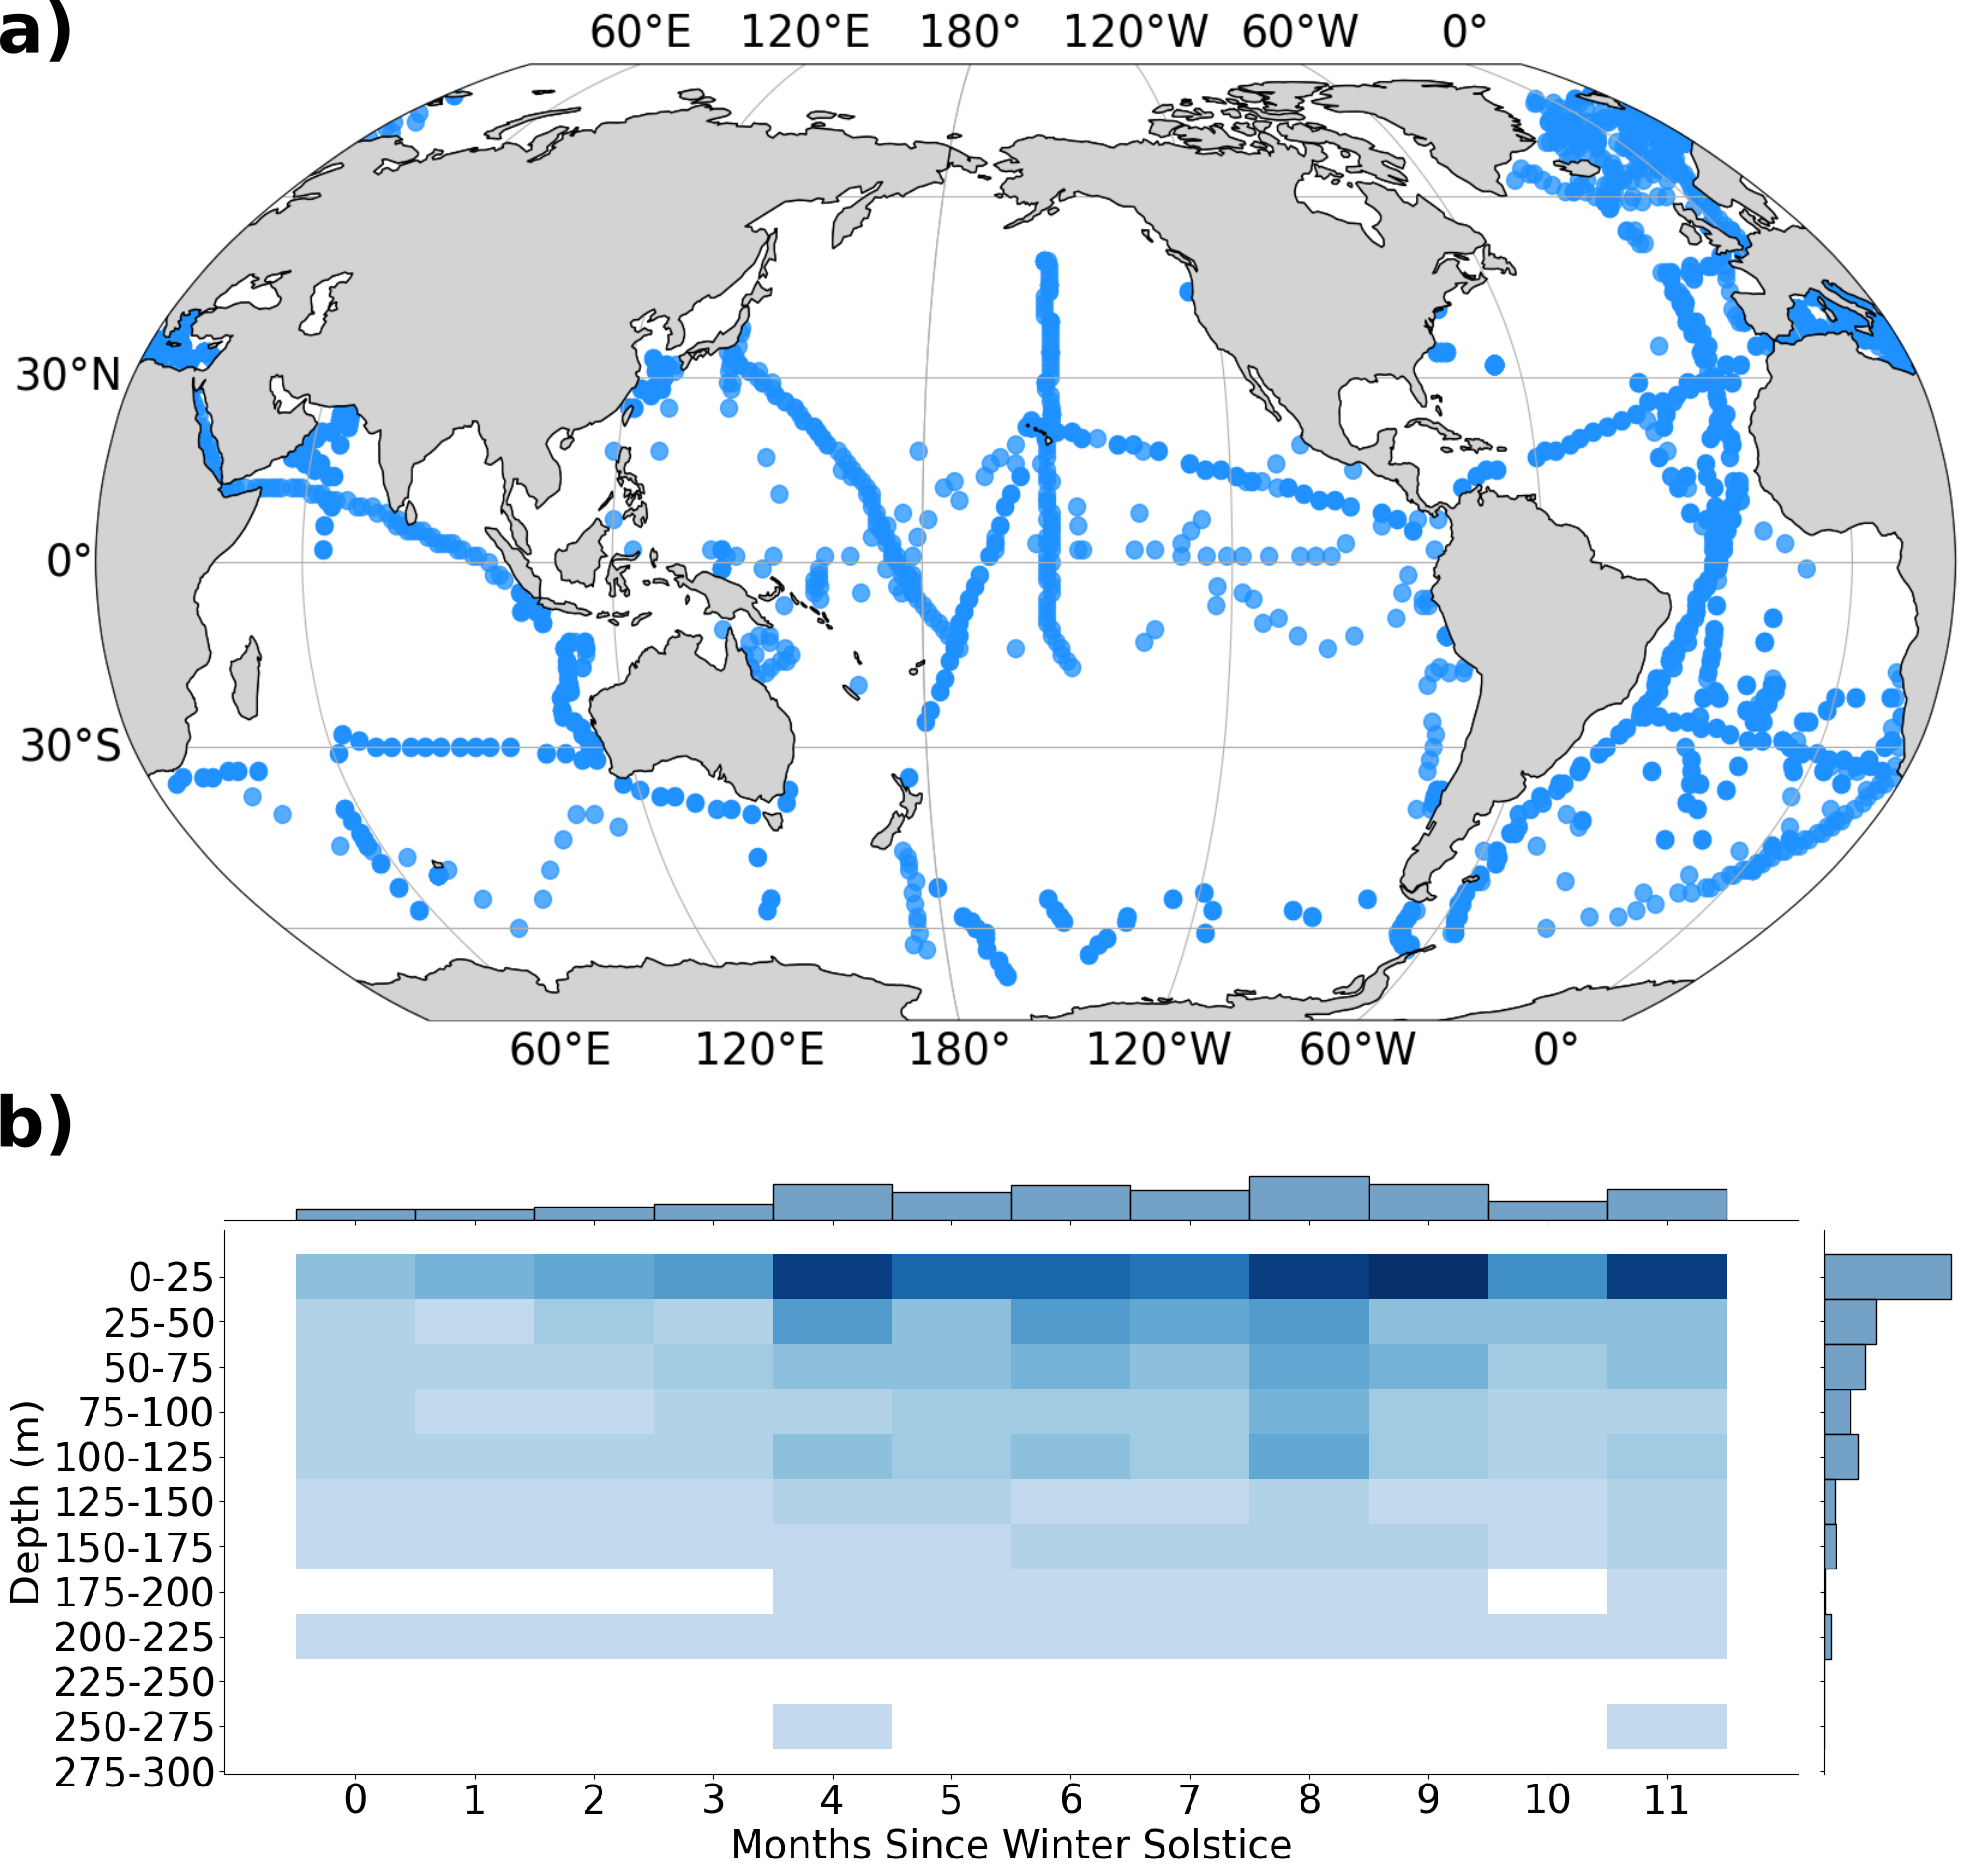 a)
60°E 120°E 180° 120°W 60°W 0°
30°N
0°
30°S
60°E 120°E 180° 120°W 60°W 0°
b)
Depth (m)
0-25
25-50
50-75
75-100
100-125
125-150
150-175
175-200
200-225
225-250
250-275
275-300
0 1 2 3 4 5 6 7 8 9 10 11
Months Since Winter Solstice